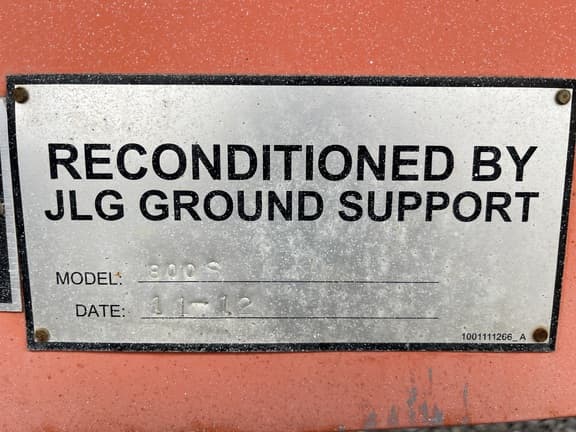 RECONDITIONED BY
JLG GROUND SUPPORT
MODEL: 800S
DATE: 11-12
1001111266_A